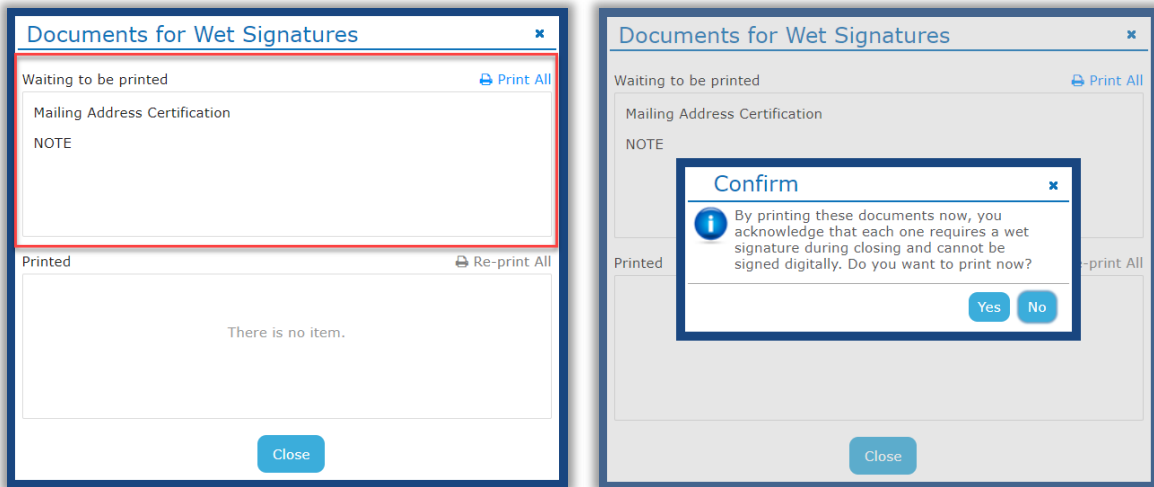 Documents for Wet Signatures
Waiting to be printed Print All
Mailing Address Certification
NOTE
Printed Re-print All
There is no item.
Close
Documents for Wet Signatures
Waiting to be printed Print All
Mailing Address Certification
NOTE
Confirm
By printing these documents now, you
acknowledge that each one requires a wet
signature during closing and cannot be
signed digitally. Do you want to print now?
Yes No
Printed -print All
Close